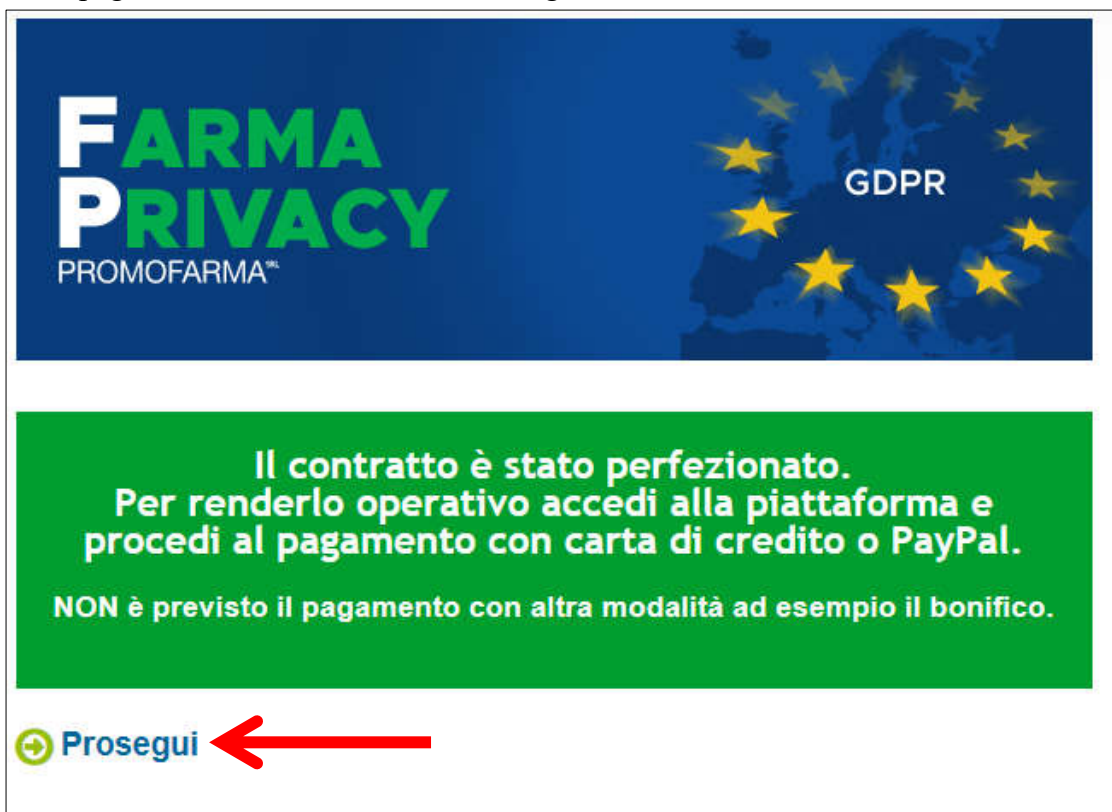 FARMA
PRIVACY
PROMOFARMA SRL
GDPR
Il contratto è stato perfezionato.
Per renderlo operativo accedi alla piattaforma e
procedi al pagamento con carta di credito o PayPal.
NON è previsto il pagamento con altra modalità ad esempio il bonifico.
Prosegui